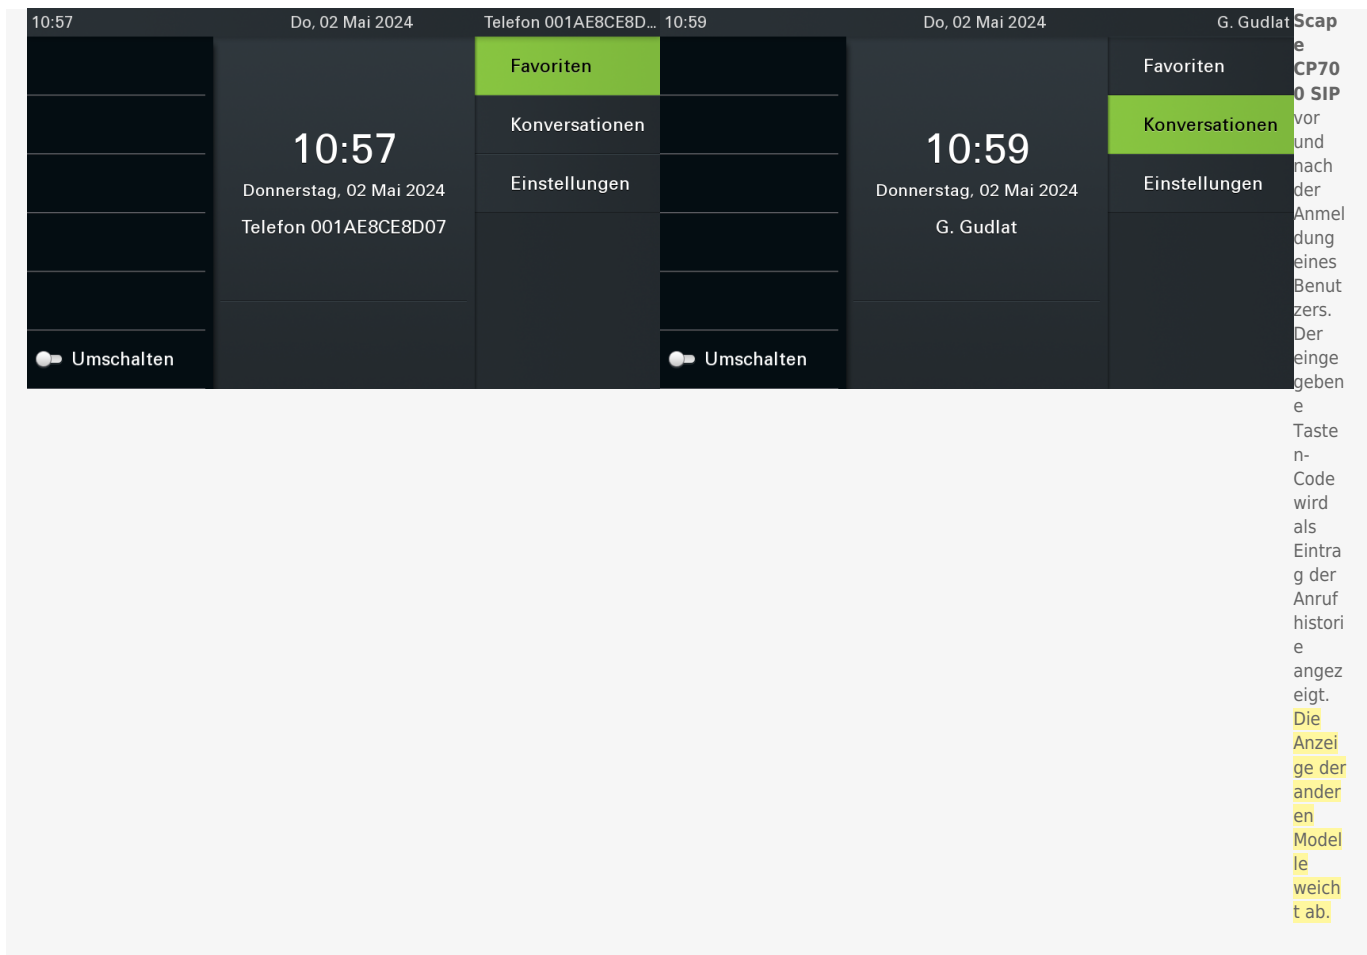 10:57 Do, 02 Mai 2024 Telefon 001AE8CE8D...
Favoriten
Konversationen
Einstellungen
10:57
Donnerstag, 02 Mai 2024
Telefon 001AE8CE8D07
Umschalten
10:59 Do, 02 Mai 2024 G. Gudlat
Favoriten
Konversationen
Einstellungen
10:59
Donnerstag, 02 Mai 2024
G. Gudlat
Umschalten
Scap
e
CP70
0 SIP
vor
und
nach
der
Anmel
dung
eines
Benut
zers.
Der
einge
geben
e
Taste
n-
Code
wird
als
Eintra
g der
Anruf
histori
e
angez
eigt.
Die
Anzei
ge der
ander
en
Model
le
weich
t ab.